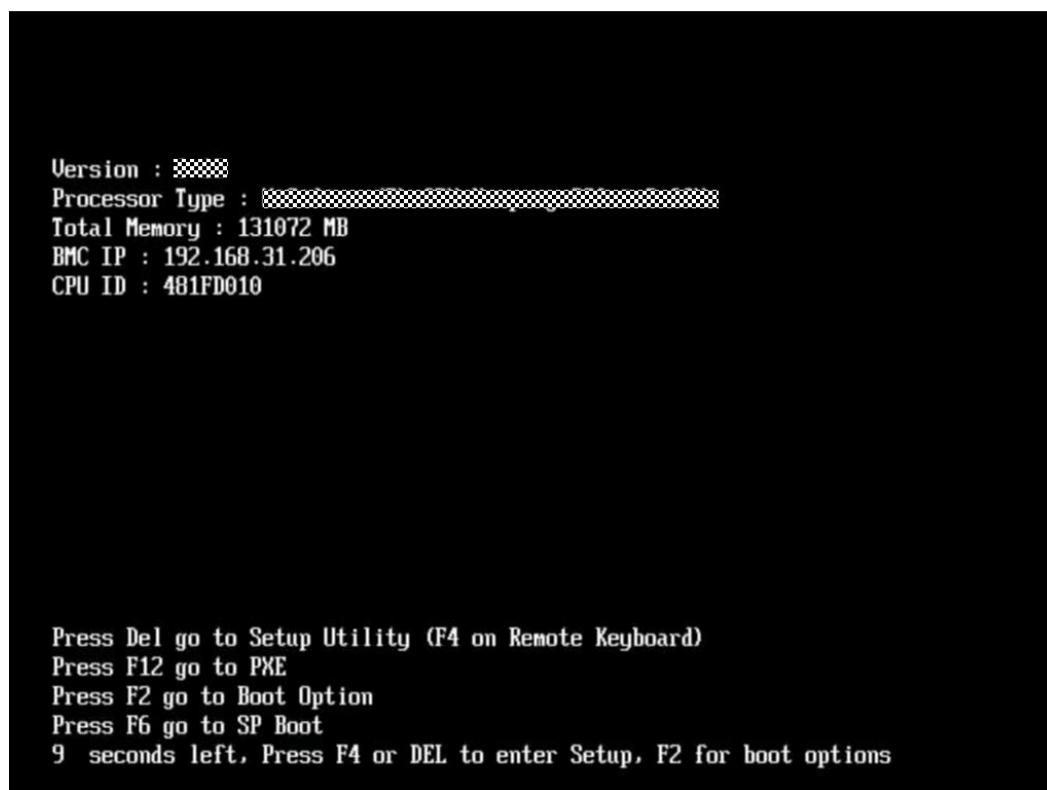 Version :
Processor Type :
Total Memory : 131072 MB
BMC IP : 192.168.31.206
CPU ID : 481FD010
Press Del go to Setup Utility (F4 on Remote Keyboard)
Press F12 go to PXE
Press F2 go to Boot Option
Press F6 go to SP Boot
9  seconds left, Press F4 or DEL to enter Setup, F2 for boot options